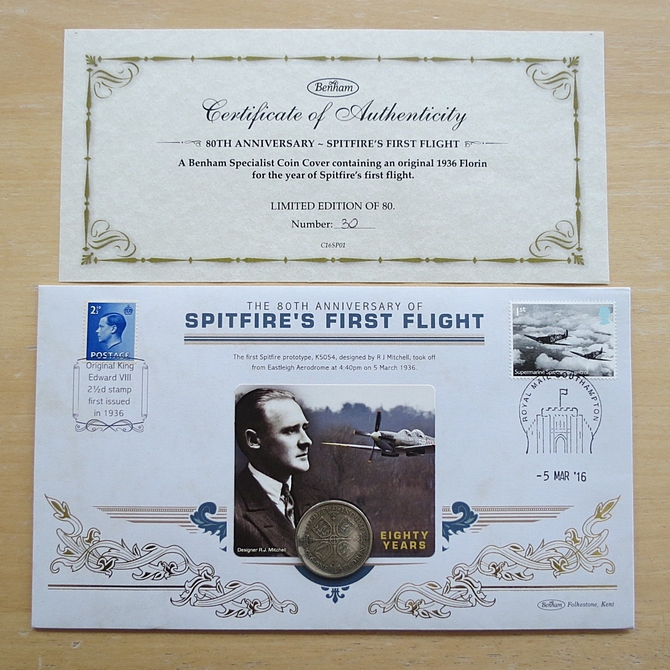 Benham
Certificate of Authenticity
80TH ANNIVERSARY ~ SPITFIRE'S FIRST FLIGHT
A Benham Specialist Coin Cover containing an original 1936 Florin
for the year of Spitfire's first flight.
LIMITED EDITION OF 80.
Number: 30
C16SP01
THE 80TH ANNIVERSARY OF
SPITFIRE'S FIRST FLIGHT
The first Spitfire prototype, K5054, designed by R J Mitchell, took off
from Eastleigh Aerodrome at 4:40pm on 5 March 1936.
2½D
POSTAGE
Original King
Edward VIII
2½d stamp
first issued
in 1936
1st
Supermarine Spitfires patrol
ROYAL MAIL SOUTHAMPTON
-5 MAR '16
EIGHTY
YEARS
Designer R.J. Mitchell
Benham Folkestone, Kent